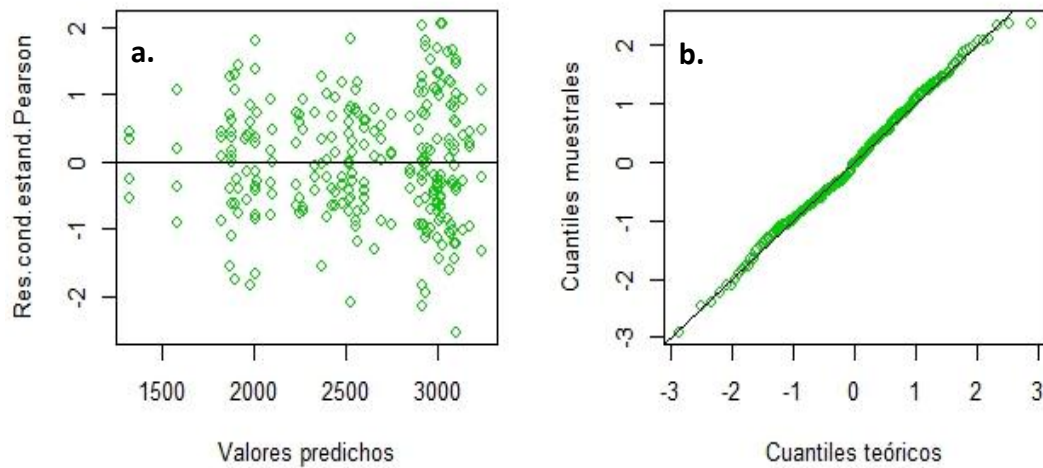 a.
Res.cond.estand.Pearson
2
1
0
-1
-2
1500 2000 2500 3000
Valores predichos
b.
Cuantiles muestrales
2
1
0
-1
-2
-3
-3 -2 -1 0 1 2 3
Cuantiles teóricos